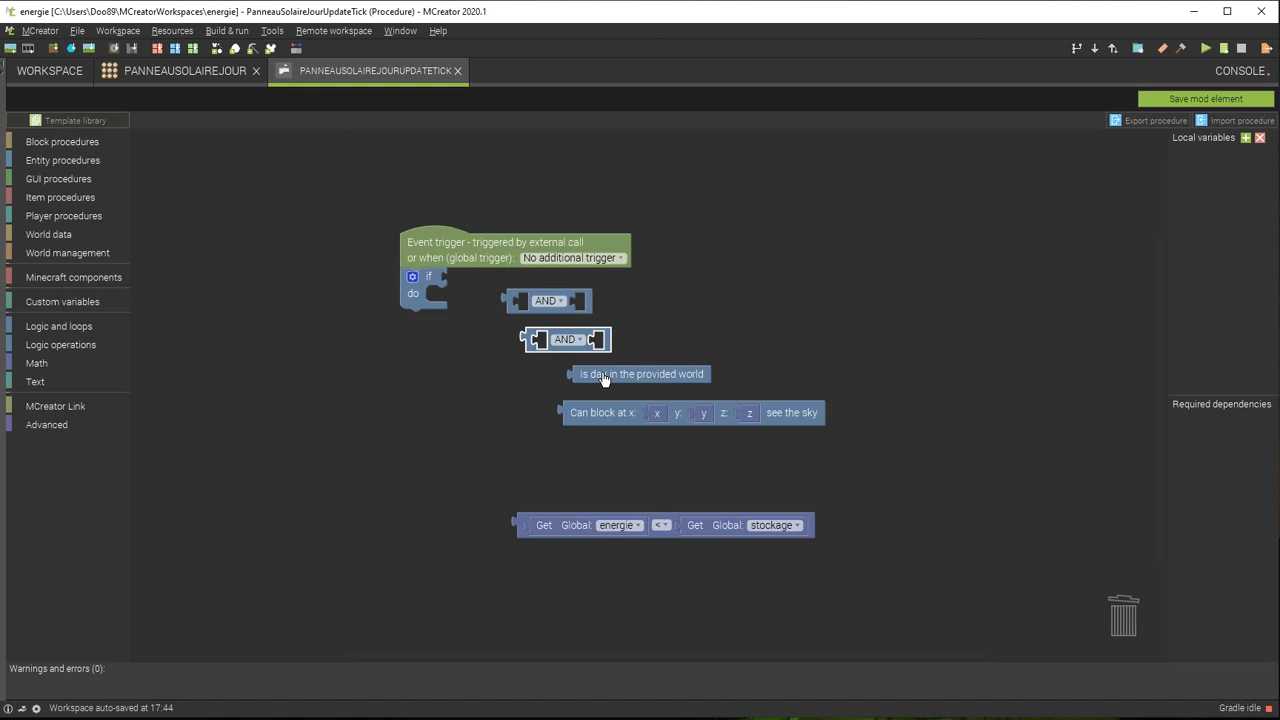 energie [C:\Users\Doo89\MCreatorWorkspaces\energie] - PanneauSolaireJourUpdateTick (Procedure) - MCreator 2020.1
MCreator File Workspace Resources Build & run Tools Remote workspace Window Help
WORKSPACE PANNEAUSOLAIREJOUR PANNEAUSOLAIREJOURUPDATETICK CONSOLE
Save mod element
Template library Export procedure Import procedure
Block procedures
Entity procedures
GUI procedures
Item procedures
Player procedures
World data
World management
Minecraft components
Custom variables
Logic and loops
Logic operations
Math
Text
MCreator Link
Advanced
Local variables
Required dependencies
Event trigger - triggered by external call
or when (global trigger): No additional trigger
if
do
AND
AND
is day in the provided world
Can block at x: x y: y z: z see the sky
Get Global: energie < Get Global: stockage
Warnings and errors (0):
Workspace auto-saved at 17:44 Gradle idle